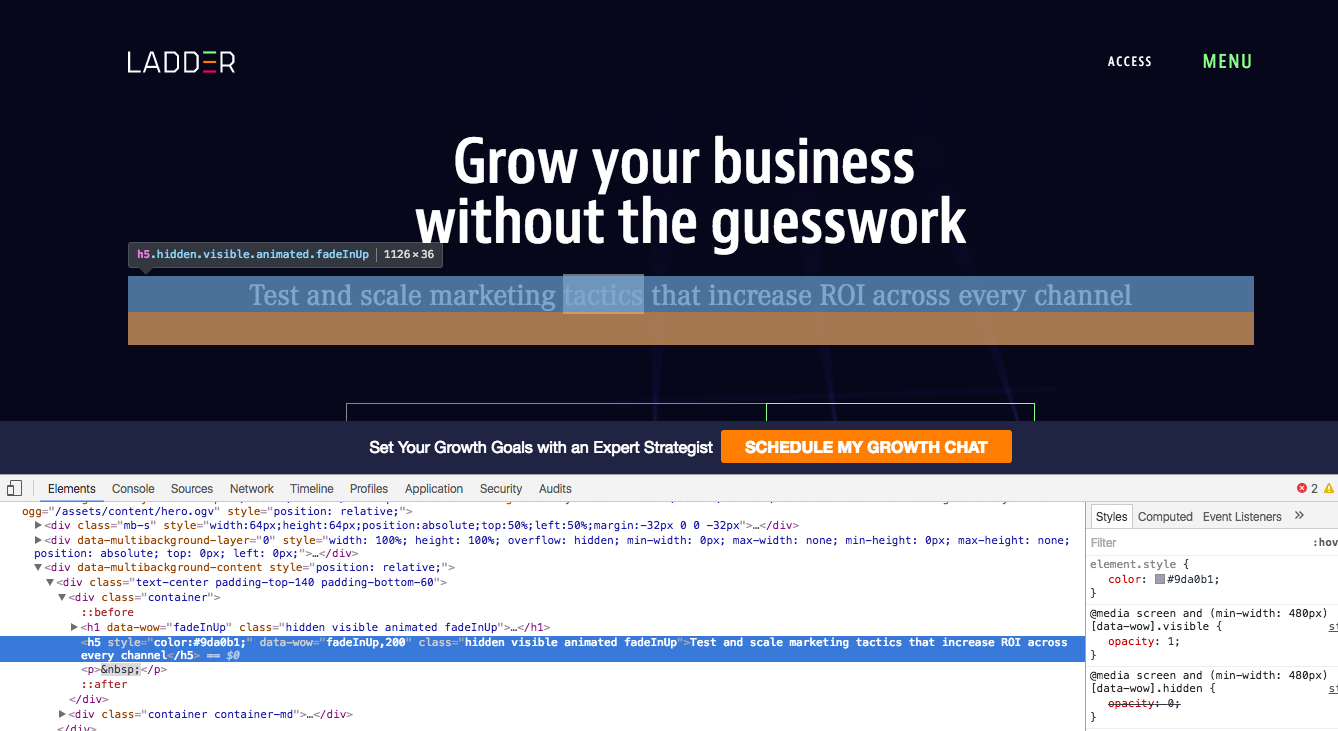 LADDER
ACCESS
MENU
Grow your business
without the guesswork
h5.hidden.visible.animated.fadeInUp | 1126×36
Test and scale marketing tactics that increase ROI across every channel
Set Your Growth Goals with an Expert Strategist
SCHEDULE MY GROWTH CHAT
Elements Console Sources Network Timeline Profiles Application Security Audits
2
ogg="/assets/content/hero.ogv" style="position: relative;">
<div class="mb-s" style="width:64px;height:64px;position:absolute;top:50%;left:50%;margin:-32px 0 0 -32px">…</div>
<div data-multibackground-layer="0" style="width: 100%; height: 100%; overflow: hidden; min-width: 0px; max-width: none; min-height: 0px; max-height: none;
position: absolute; top: 0px; left: 0px;">…</div>
<div data-multibackground-content style="position: relative;">
<div class="text-center padding-top-140 padding-bottom-60">
<div class="container">
::before
<h1 data-wow="fadeInUp" class="hidden visible animated fadeInUp">…</h1>
<h5 style="color:#9da0b1;" data-wow="fadeInUp,200" class="hidden visible animated fadeInUp">Test and scale marketing tactics that increase ROI across
every channel</h5> == $0
<p>&nbsp;</p>
::after
</div>
<div class="container container-md">…</div>
</div>
Styles Computed Event Listeners »
Filter :hov
element.style {
color: #9da0b1;
}
@media screen and (min-width: 480px)
[data-wow].visible { st
opacity: 1;
}
@media screen and (min-width: 480px)
[data-wow].hidden { st
opacity: 0;
}